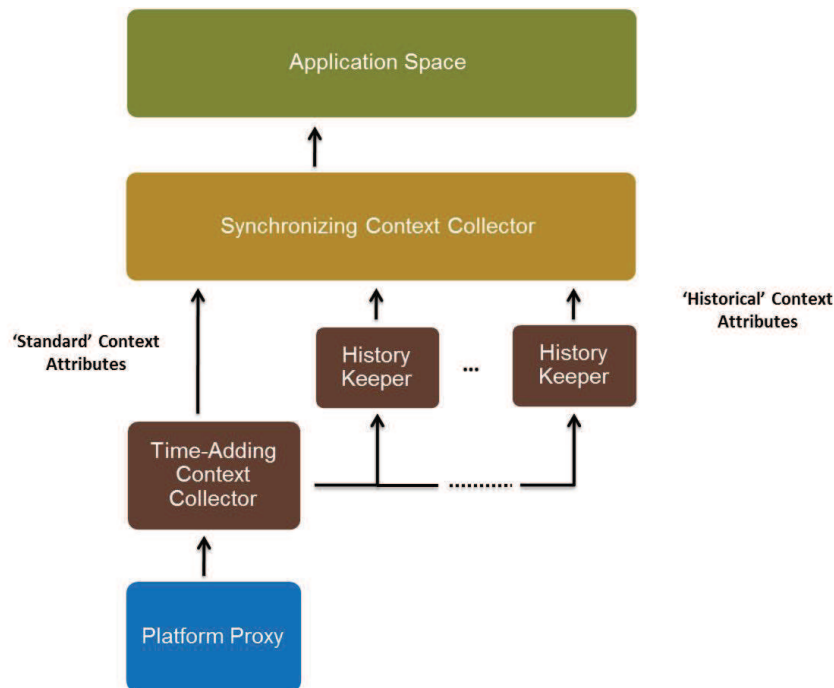 Application Space
Synchronizing Context Collector
'Historical' Context
Attributes
'Standard' Context
Attributes
History
Keeper
...
History
Keeper
Time-Adding
Context
Collector
Platform Proxy